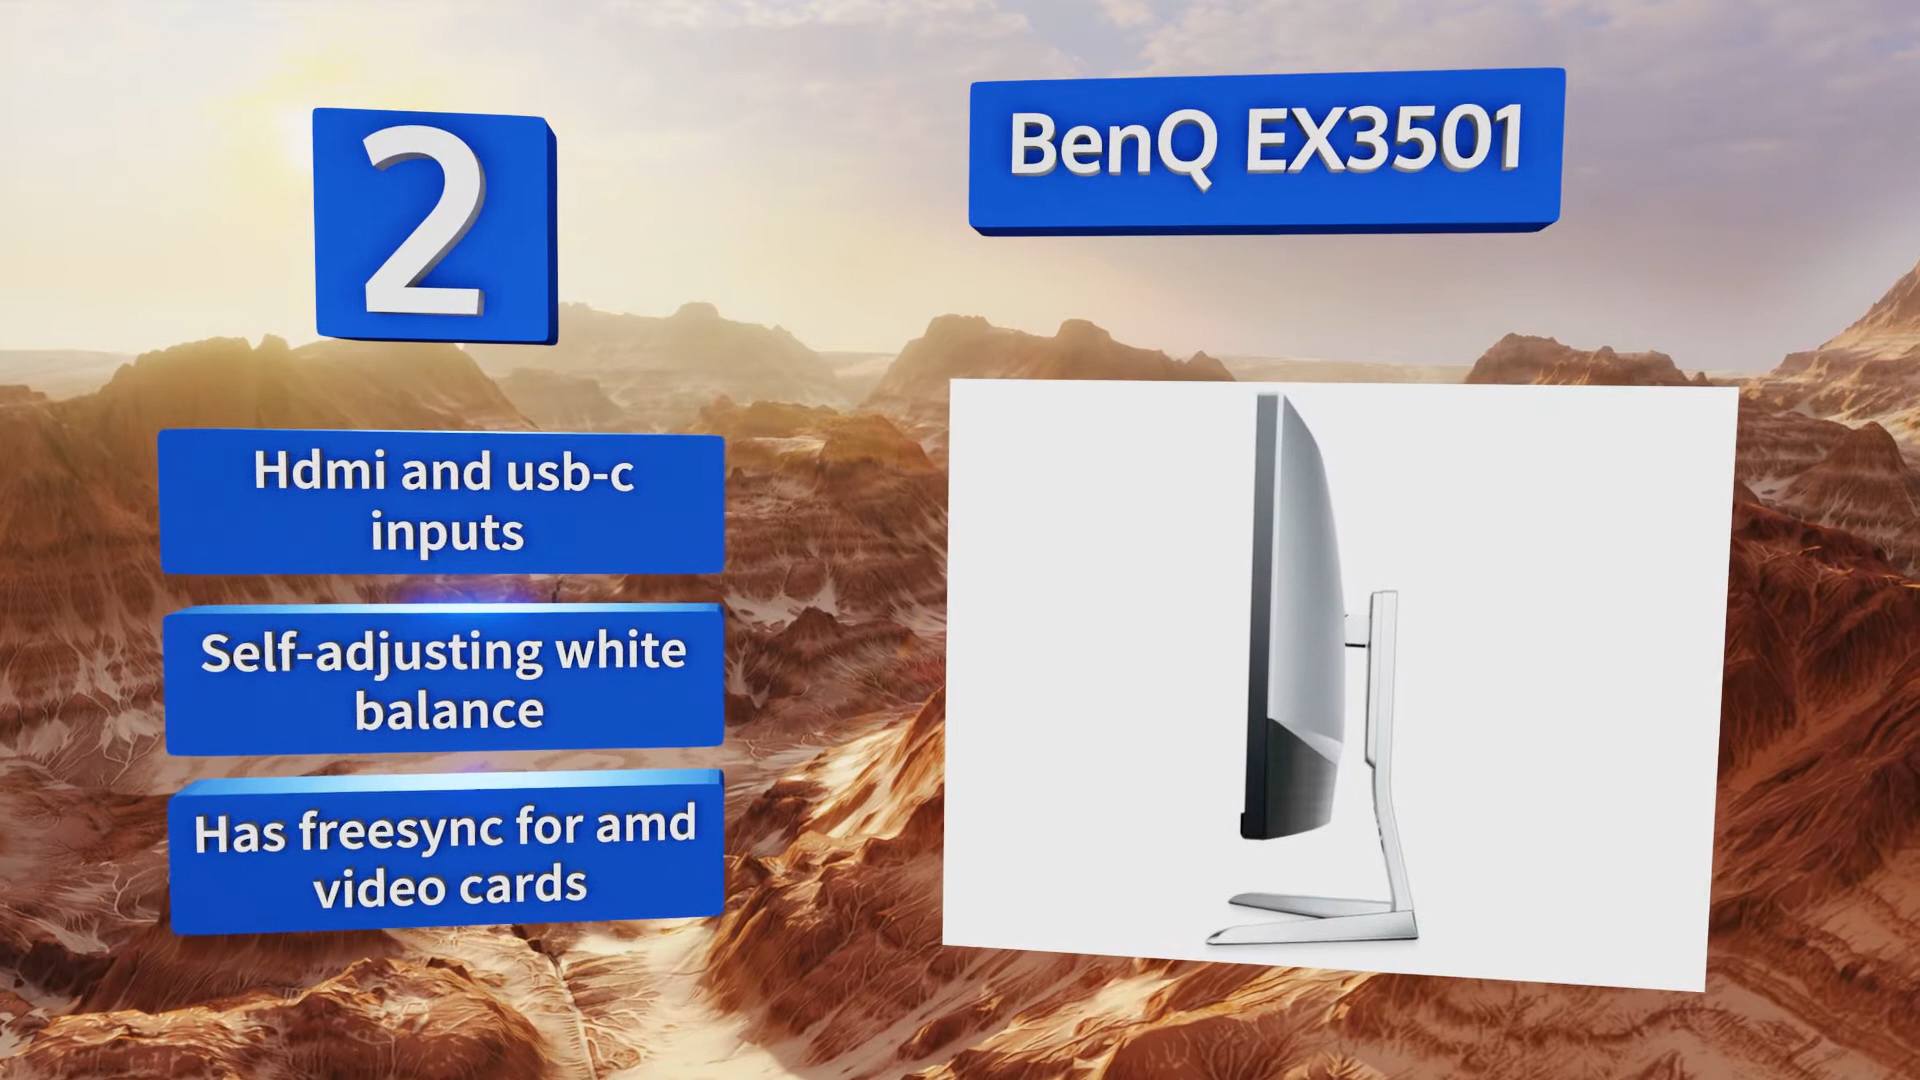 2
BenQ EX3501
Hdmi and usb-c
inputs
Self-adjusting white
balance
Has freesync for amd
video cards